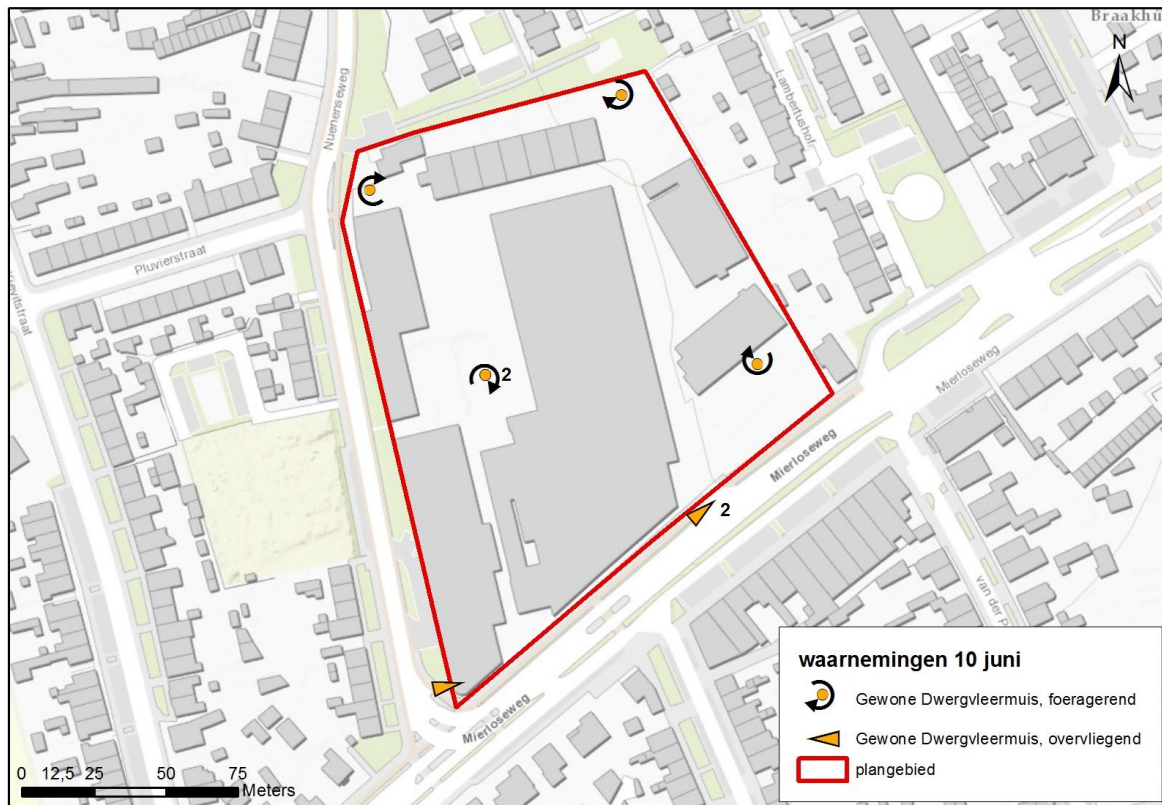 Braakhu
N
Nuenenseweg
Lambertushof
Pluvierstraat
Mierloseweg
Mierloseweg
2
2
van der P
Mierloseweg
waarnemingen 10 juni
Gewone Dwergvleermuis, foeragerend
Gewone Dwergvleermuis, overvliegend
plangebied
0 12,5 25 50 75
Meters